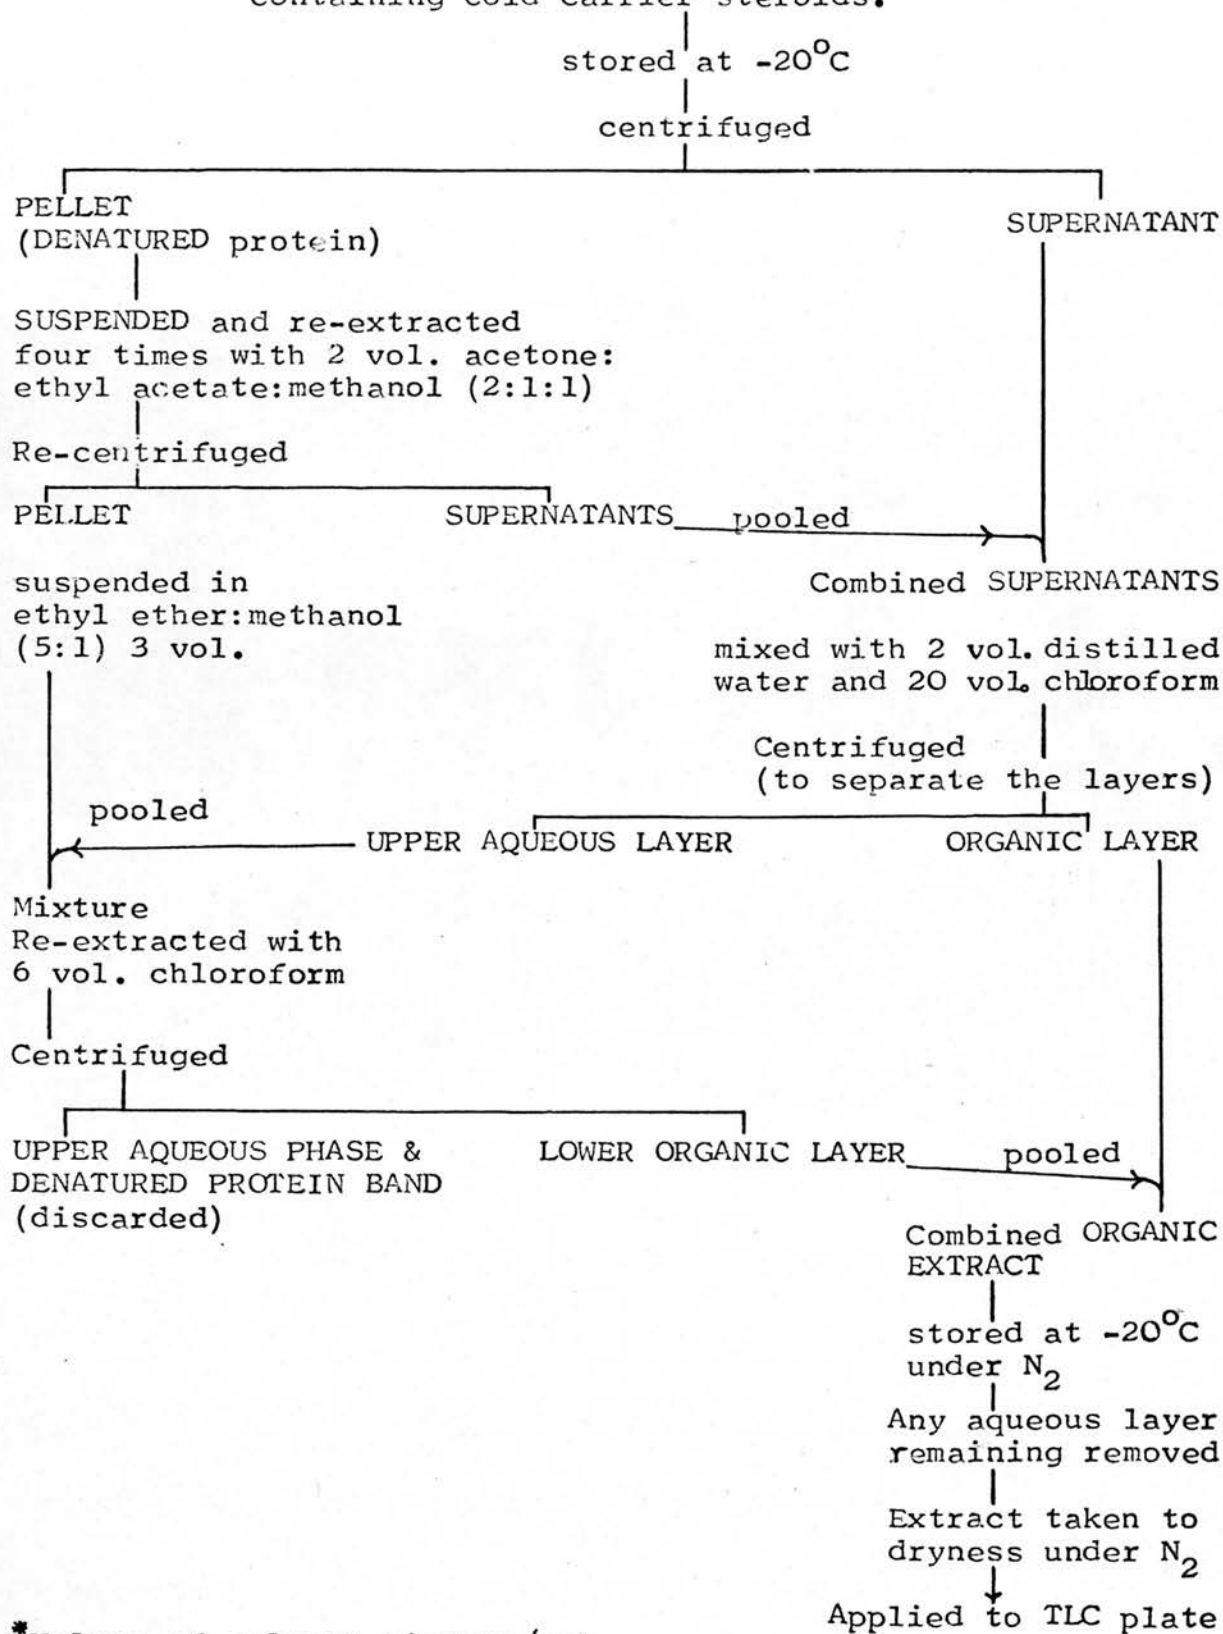 containing cold carrier steroids.
stored at -20°C
centrifuged
PELLET
(DENATURED protein)
SUPERNATANT
SUSPENDED and re-extracted
four times with 2 vol. acetone:
ethyl acetate:methanol (2:1:1)
Re-centrifuged
PELLET
SUPERNATANTS
pooled
suspended in
ethyl ether:methanol
(5:1) 3 vol.
Combined SUPERNATANTS
mixed with 2 vol. distilled
water and 20 vol. chloroform
Centrifuged
(to separate the layers)
pooled
UPPER AQUEOUS LAYER
ORGANIC LAYER
Mixture
Re-extracted with
6 vol. chloroform
Centrifuged
UPPER AQUEOUS PHASE &
DENATURED PROTEIN BAND
(discarded)
LOWER ORGANIC LAYER
pooled
Combined ORGANIC
EXTRACT
stored at -20°C
under N2
Any aqueous layer
remaining removed
Extract taken to
dryness under N2
Applied to TLC plate